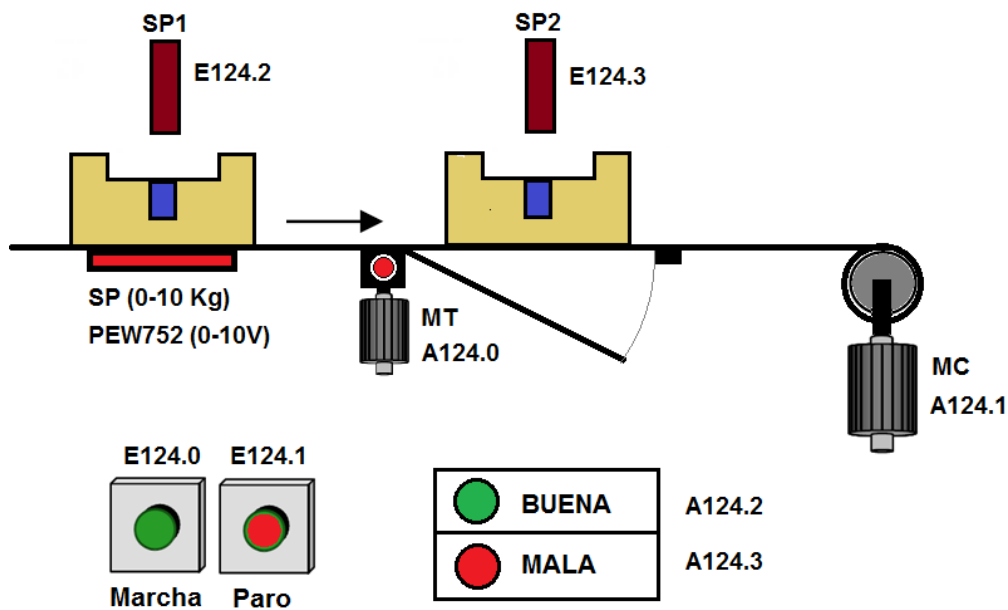 SP1
SP2
E124.2
E124.3
SP (0-10 Kg)
PEW752 (0-10V)
MT
A124.0
MC
A124.1
E124.0
E124.1
Marcha
Paro
BUENA
A124.2
MALA
A124.3